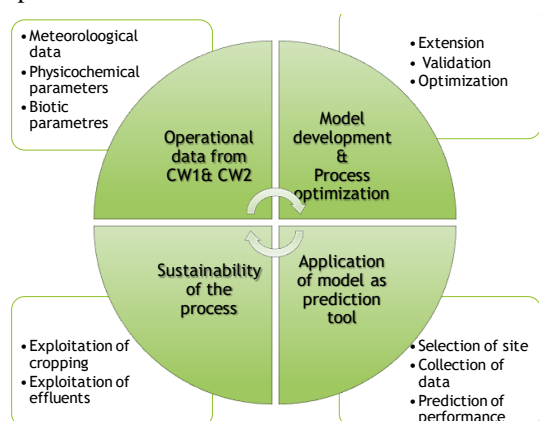 • Meteoroloogical
data
• Physicochemical
parameters
• Biotic
parametres
• Extension
• Validation
• Optimization
Operational
data from
CW1& CW2
Model
development
&
Process
optimization
Sustainability
of the
process
Application
of model as
prediction
tool
• Exploitation of
cropping
• Exploitation of
effluents
• Selection of site
• Collection of
data
• Prediction of
performance